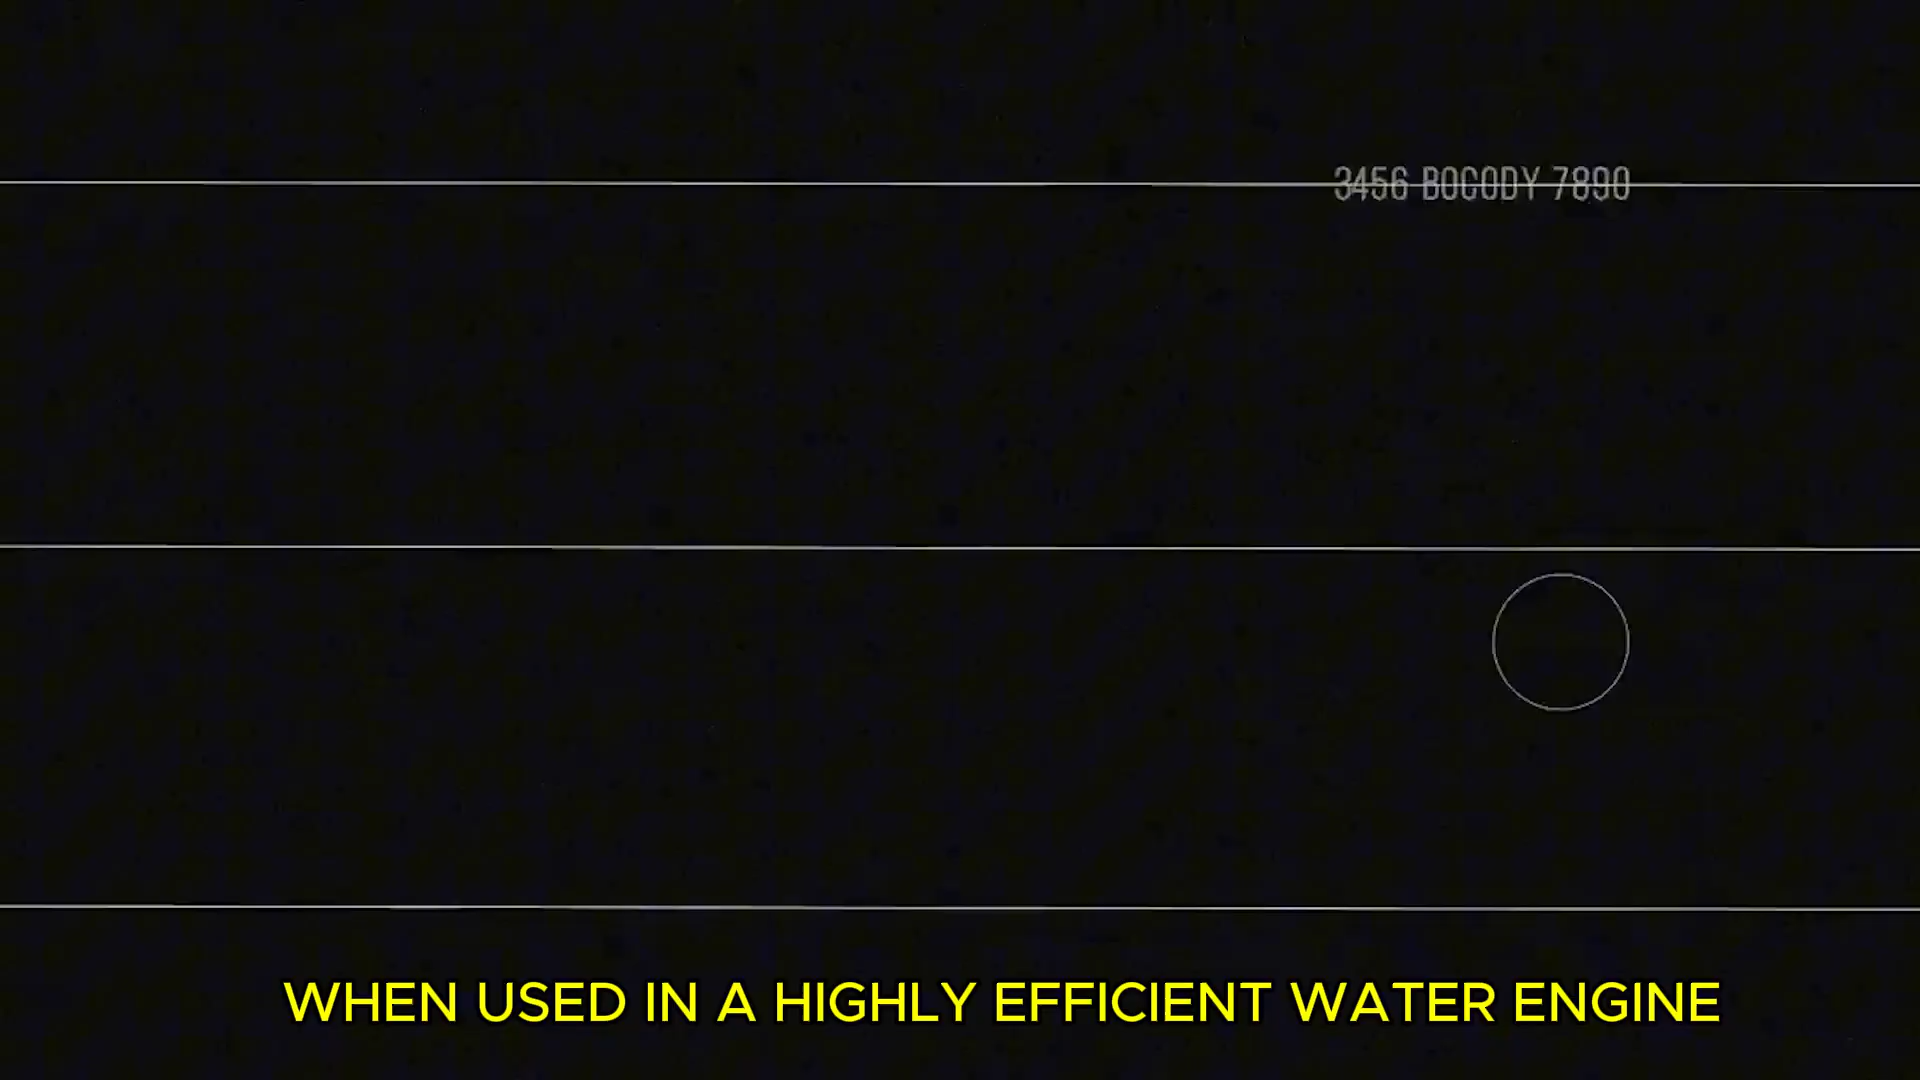 3456 BOCODY 7890
WHEN USED IN A HIGHLY EFFICIENT WATER ENGINE